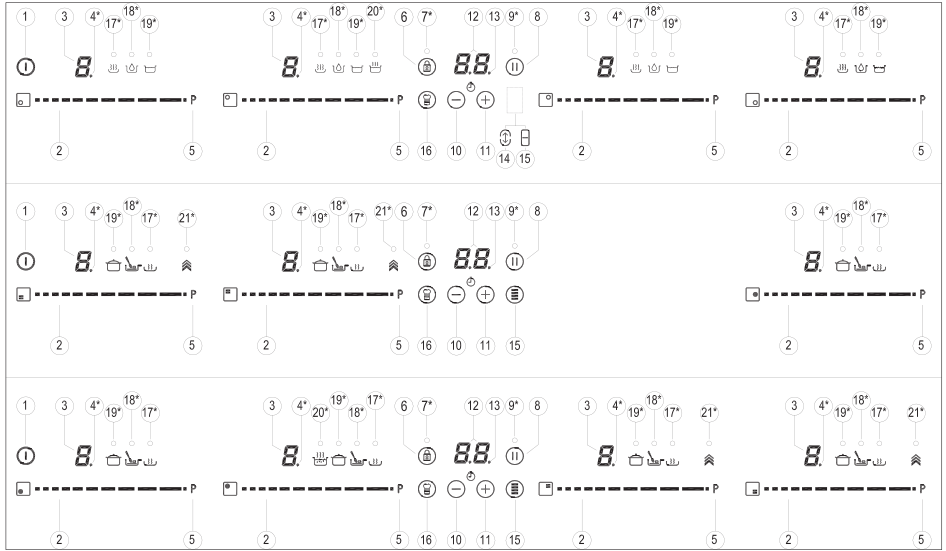 18* 18* 20* 18* 18*
1 3 4* 17* 19* 3 4* 17* 19* 6 7* 12 13 9* 8 3 4* 17* 19* 3 4* 17* 19*
8. 8. 8.8. 8. 8.
P P P P
2 5 2 5 16 10 11 14 15 2 5 2 5
18* 18* 18*
1 3 4* 19* 17* 21* 3 4* 19* 17* 21* 6 7* 12 13 9* 8 3 4* 19* 17*
8. 8. 8.8. 8.
P P P
2 5 2 5 16 10 11 15 2 5
18* 19* 17* 18* 18*
1 3 4* 19* 17* 3 4* 20* 18* 6 7* 12 13 9* 8 3 4* 19* 17* 21* 3 4* 19* 17* 21*
8. 8. 8.8. 8. 8.
P P P P
2 5 2 5 16 10 11 15 2 5 2 5